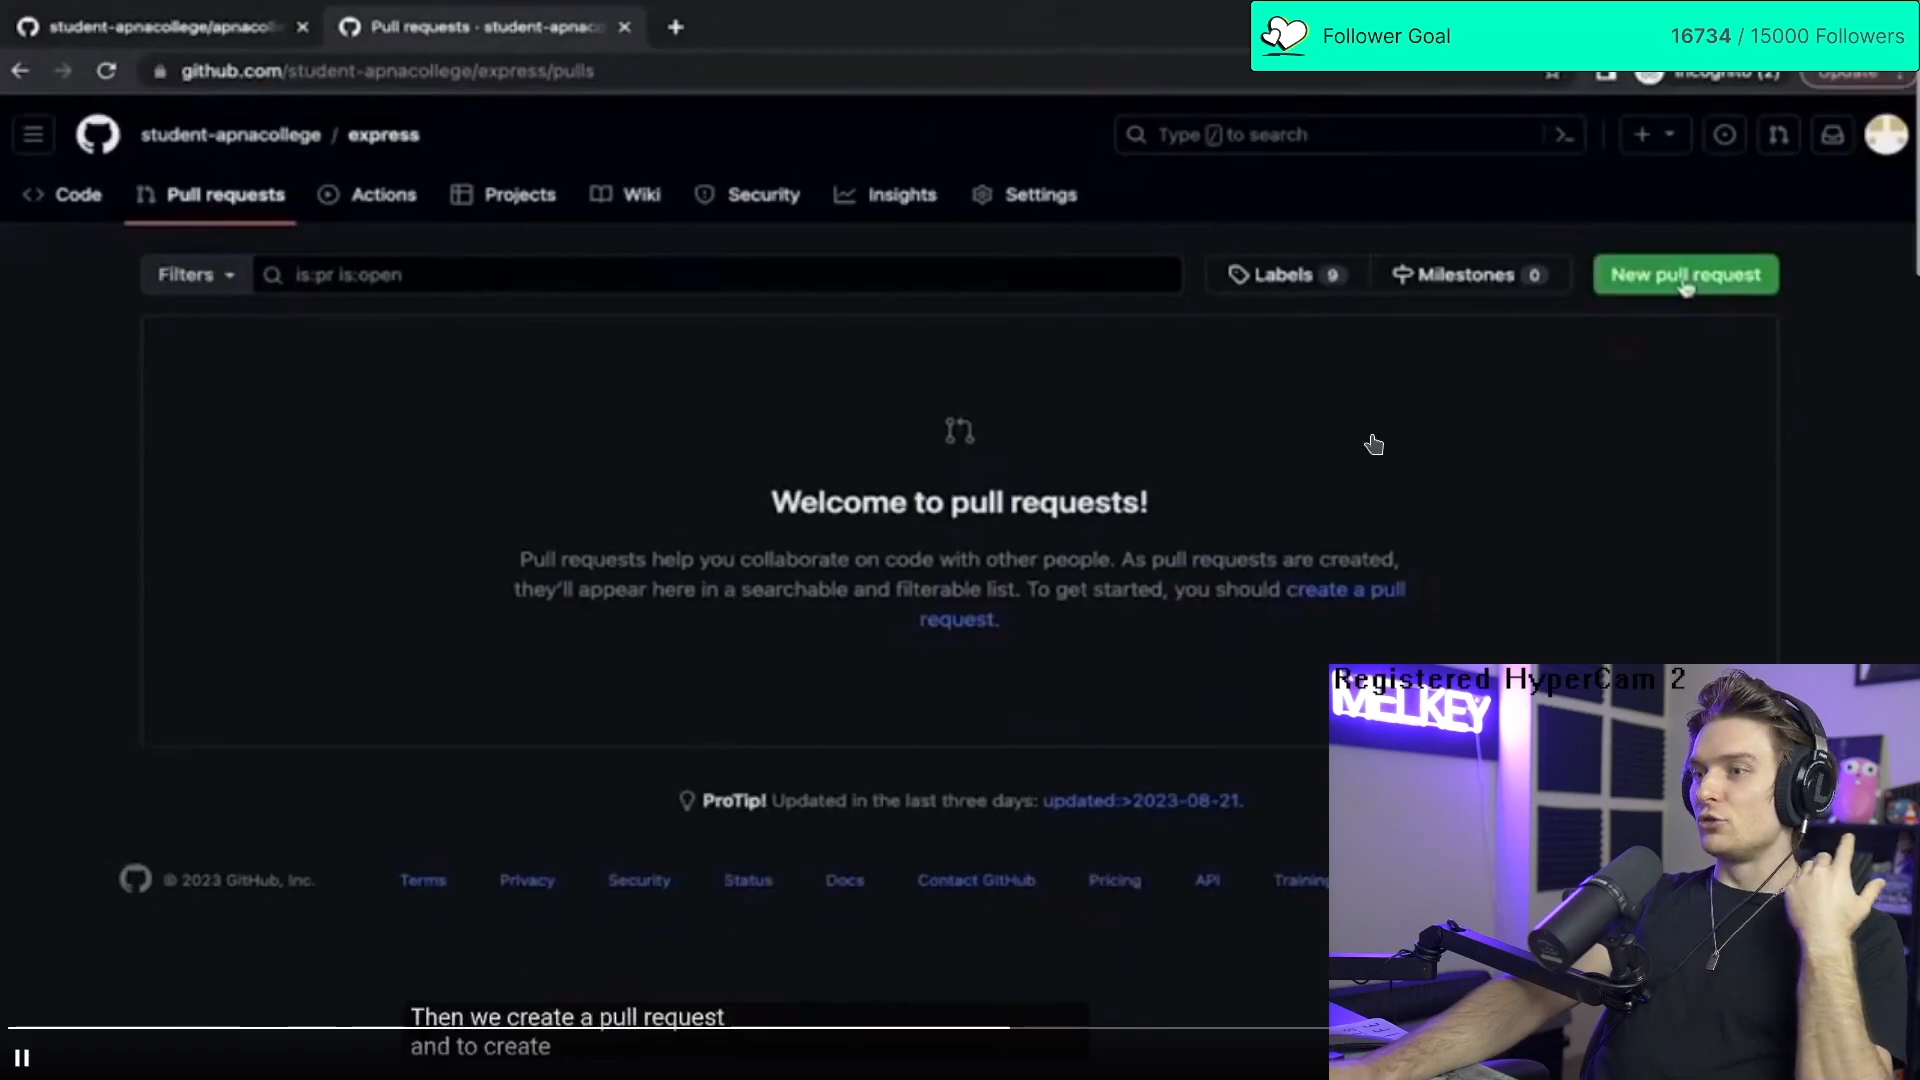 student-apnacollege/apnacoll
Pull requests · student-apnac
Follower Goal
16734 / 15000 Followers
github.com/student-apnacollege/express/pulls
Incognito (2)
Update
student-apnacollege / express
Type / to search
Code
Pull requests
Actions
Projects
Wiki
Security
Insights
Settings
Filters
is:pr is:open
Labels 9
Milestones 0
New pull request
Welcome to pull requests!
Pull requests help you collaborate on code with other people. As pull requests are created,
they'll appear here in a searchable and filterable list. To get started, you should create a pull
request.
Registered HyperCam 2
MELKEY
ProTip! Updated in the last three days: updated:>2023-08-21.
© 2023 GitHub, Inc.
Terms
Privacy
Security
Status
Docs
Contact GitHub
Pricing
API
Training
Then we create a pull request
and to create